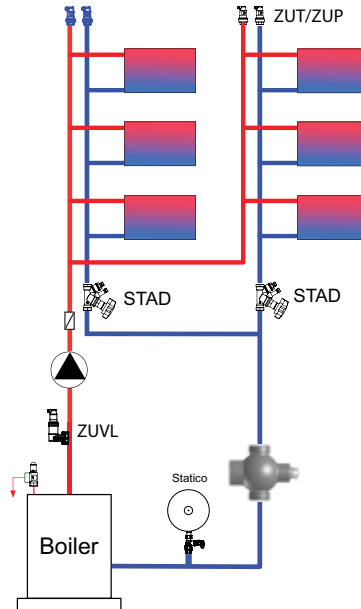 ZUT/ZUP
STAD
STAD
ZUVL
Statico
Boiler